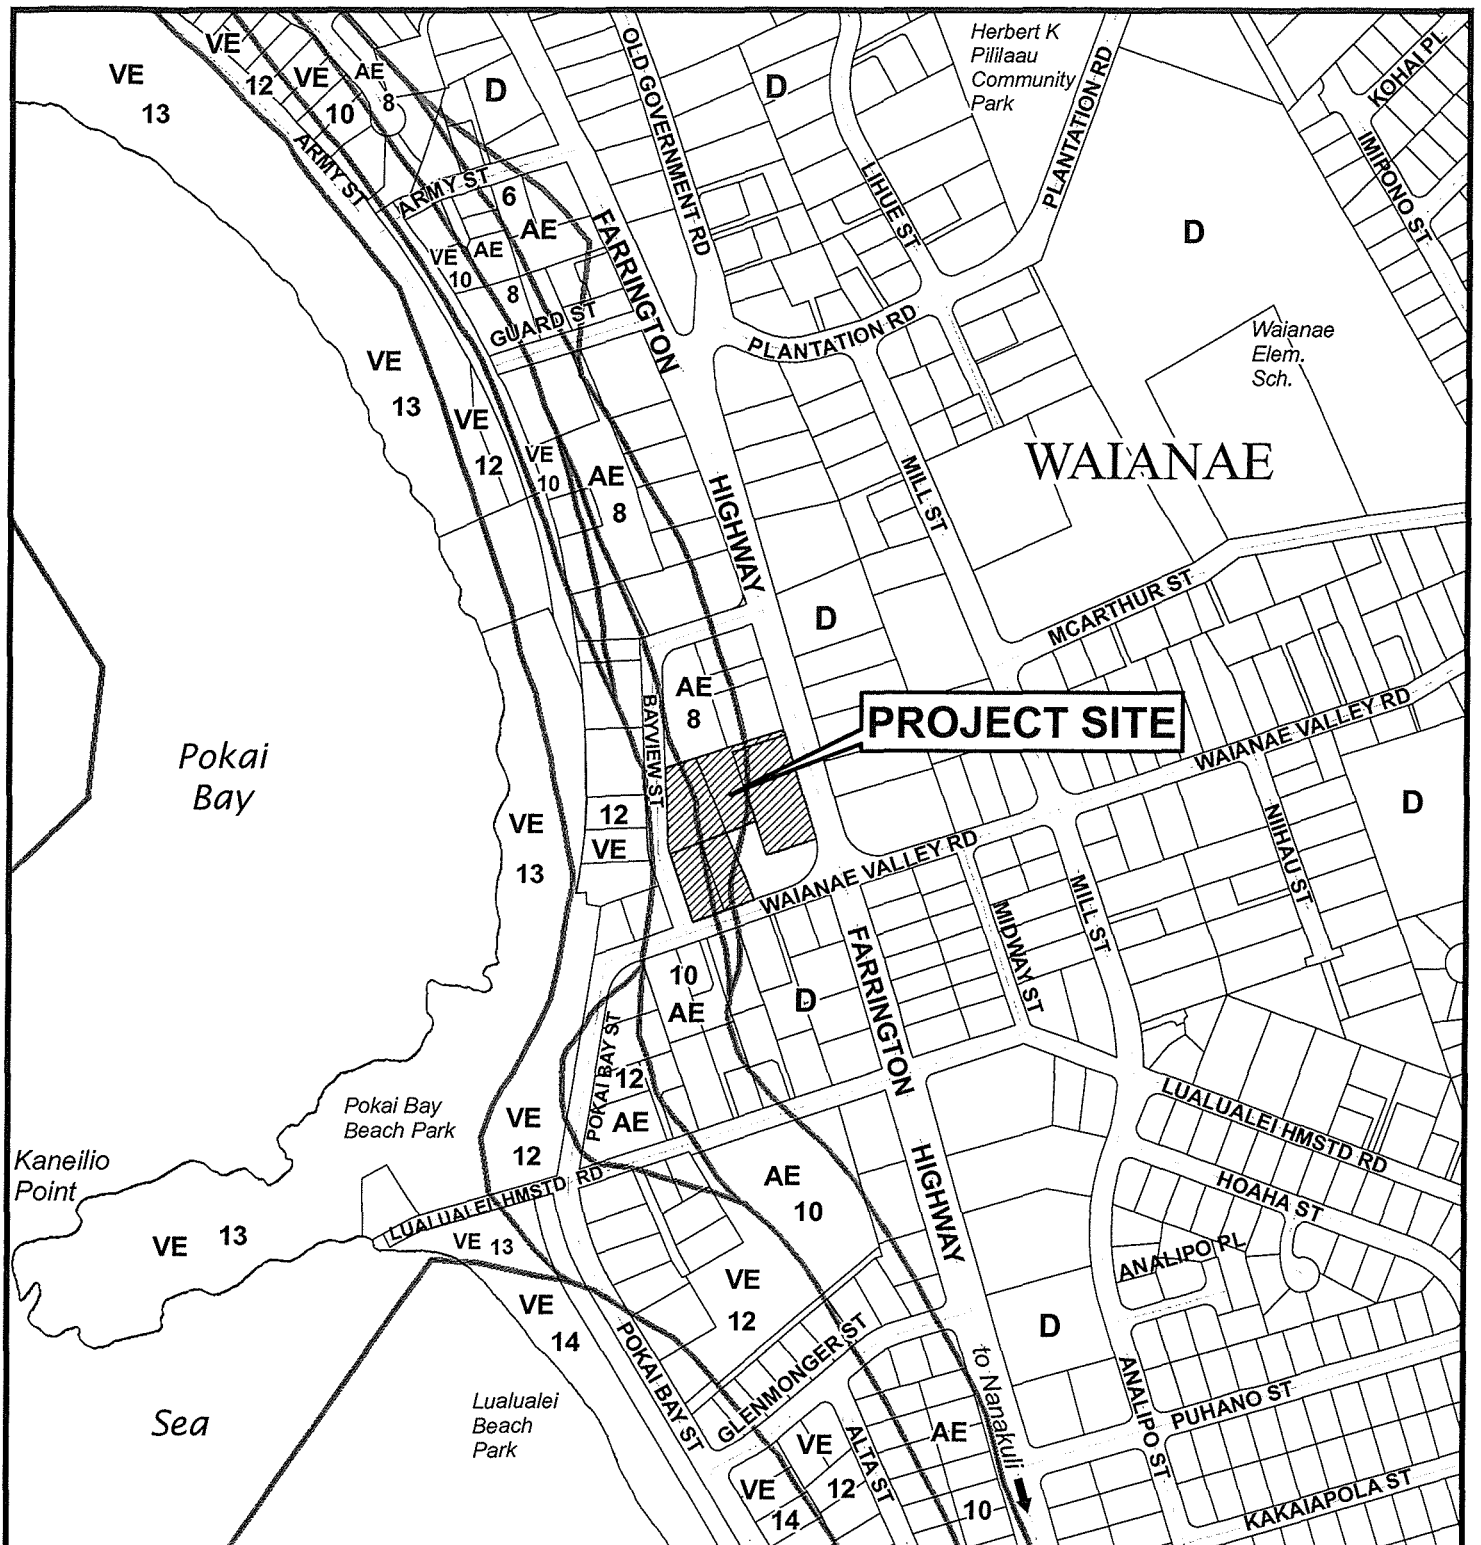 VE
13
VE
12
VE
10
AE
8
D
OLD GOVERNMENT RD
D
Herbert K
Pililaau
Community
Park
PLANTATION RD
KOHAI PL
IMIPONO ST
LIHUE ST
ARMY ST
ARMY ST
6
AE
VE
10
AE
8
GUARD ST
FARRINGTON
D
PLANTATION RD
Waianae
Elem.
Sch.
VE
13
VE
12
VE
10
AE
8
HIGHWAY
MILL ST
WAIANAE
MCARTHUR ST
D
AE
8
BAYVIEW ST
PROJECT SITE
WAIANAE VALLEY RD
Pokai
Bay
VE
13
12
VE
D
NIIHAU ST
WAIANAE VALLEY RD
MIDWAY ST
MILL ST
FARRINGTON
10
AE
D
POKAI BAY ST
12
AE
Pokai Bay
Beach Park
VE
12
LUALUALEI HMSTD RD
Kaneilio
Point
VE 13
LUALUALEI HMSTD RD
VE 13
AE
10
HIGHWAY
HOAHA ST
ANALIPO PL
VE
14
VE
12
POKAI BAY ST
GLENMONGER ST
D
to Nanakuli
ANALIPO ST
PUHANO ST
Sea
Lualualei
Beach
Park
VE
12
ALTA ST
AE
10
VE
14
KAKAIAPOLA ST